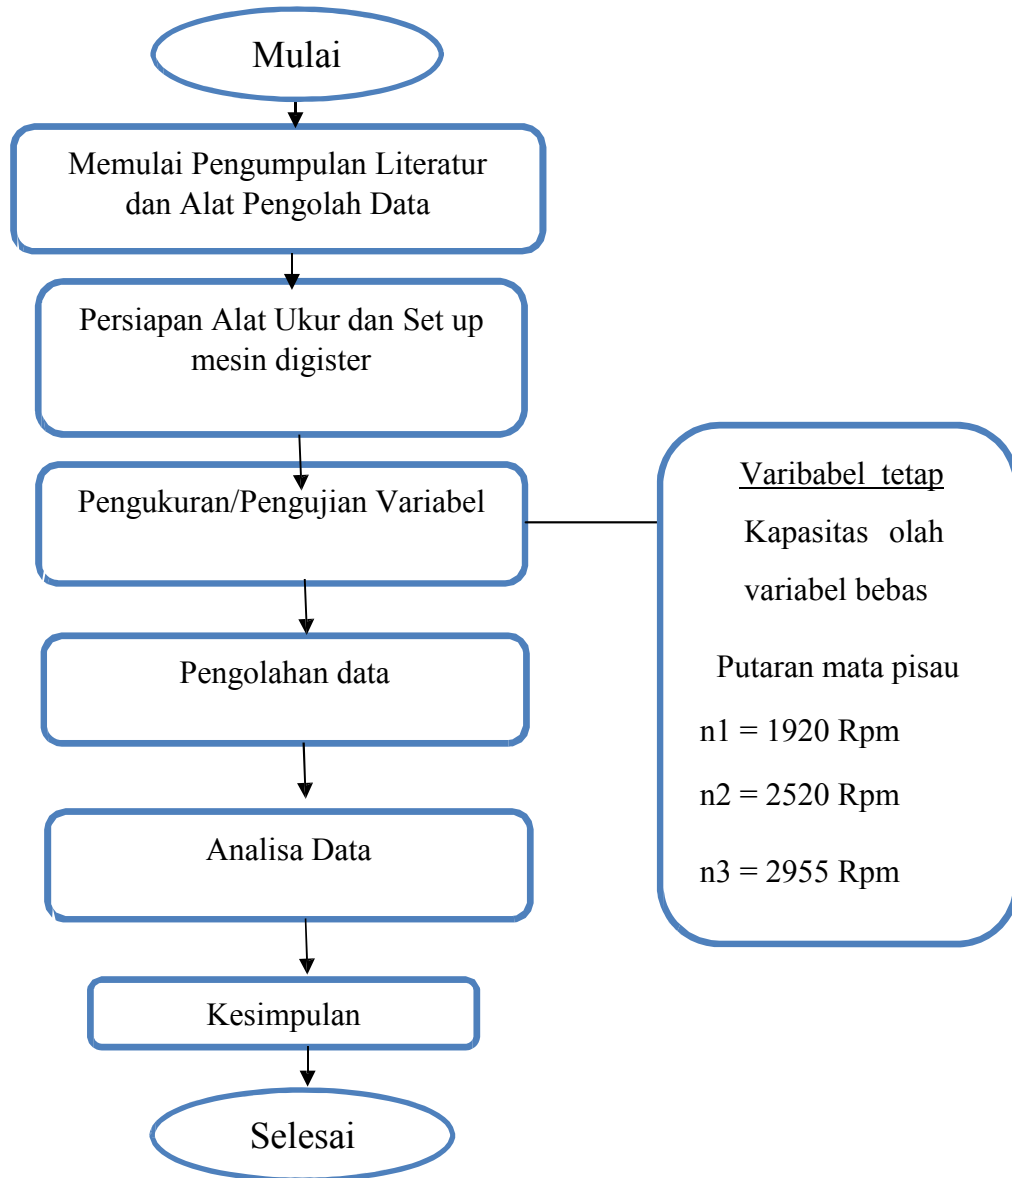 Mulai
Memulai Pengumpulan Literatur
dan Alat Pengolah Data
Persiapan Alat Ukur dan Set up
mesin digister
Pengukuran/Pengujian Variabel
Varibabel tetap
Kapasitas olah
variabel bebas
Putaran mata pisau
n1 = 1920 Rpm
n2 = 2520 Rpm
n3 = 2955 Rpm
Pengolahan data
Analisa Data
Kesimpulan
Selesai